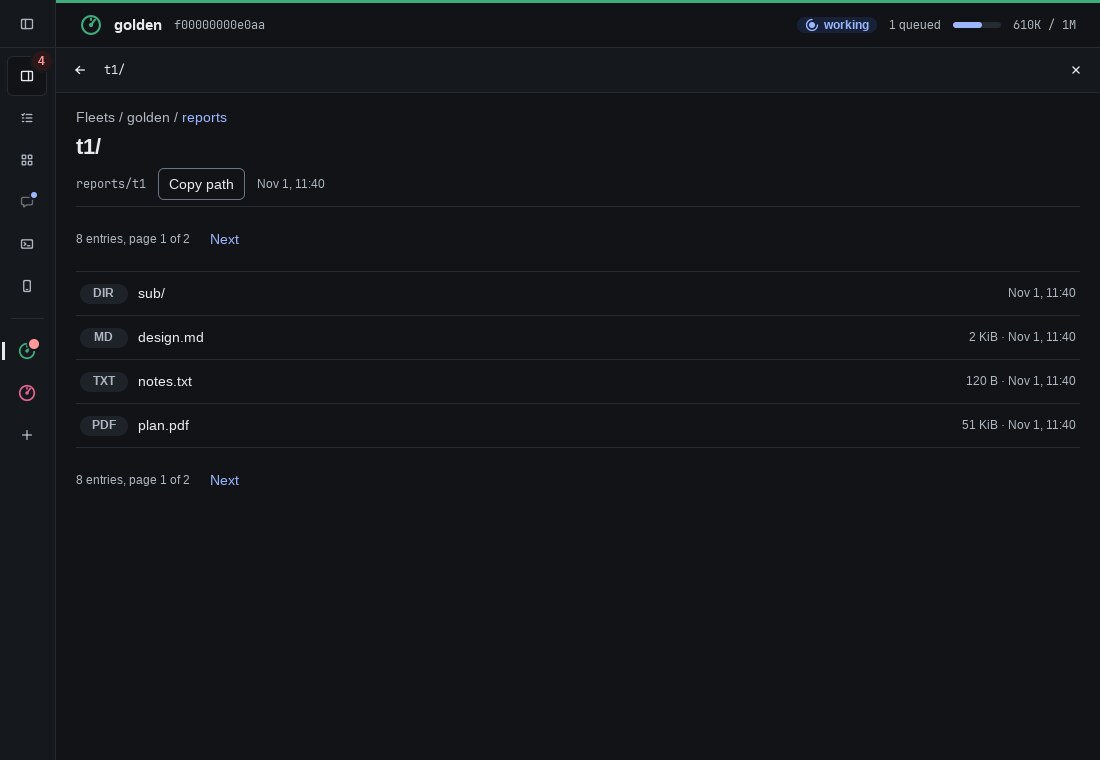 golden f00000000e0aa working 1 queued 610K / 1M
4
t1/
Fleets / golden / reports
t1/
reports/t1 Copy path Nov 1, 11:40
8 entries, page 1 of 2 Next
DIR sub/ Nov 1, 11:40
MD design.md 2 KiB · Nov 1, 11:40
TXT notes.txt 120 B · Nov 1, 11:40
PDF plan.pdf 51 KiB · Nov 1, 11:40
8 entries, page 1 of 2 Next